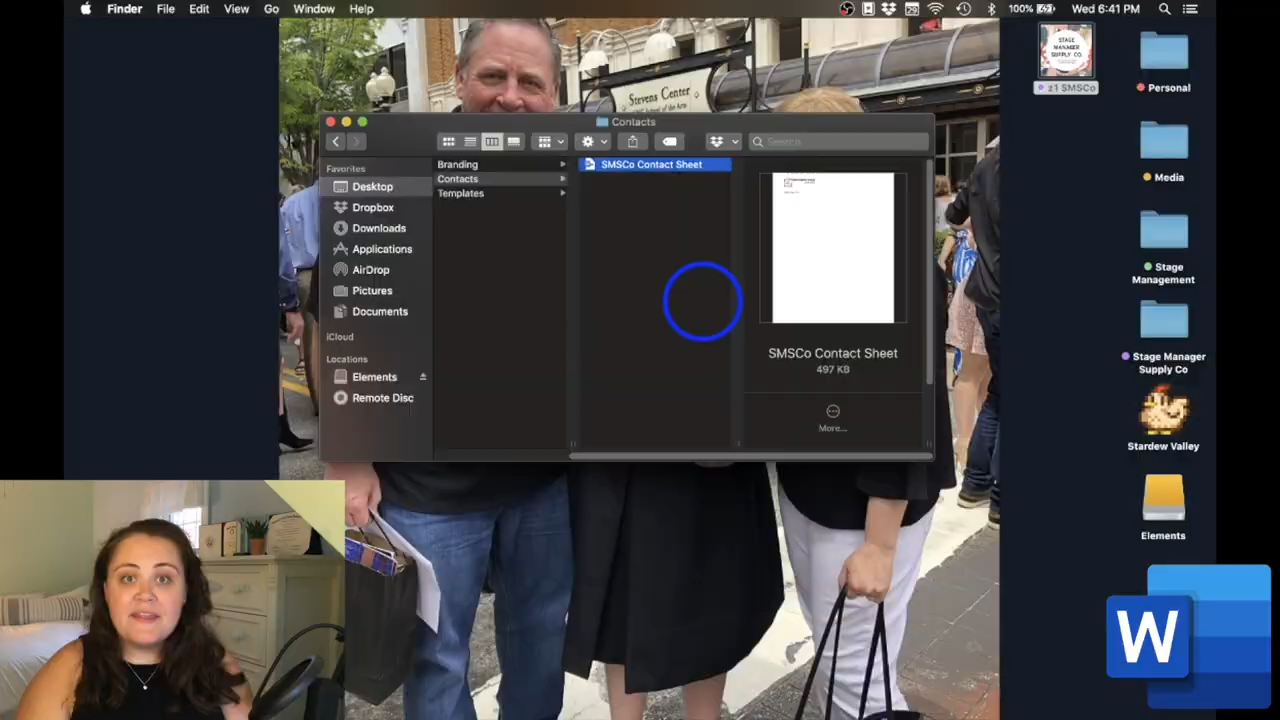 Finder File Edit View Go Window Help
100% Wed 6:41 PM
Stevens Center
Contacts
Search
Favorites
Desktop
Dropbox
Downloads
Applications
AirDrop
Pictures
Documents
iCloud
Locations
Elements
Remote Disc
Branding
Contacts
Templates
SMSCo Contact Sheet
SMSCo Contact Sheet
497 KB
More...
STAGE
MANAGER
SUPPLY CO.
z1 SMSCo
Personal
Media
Stage
Management
Stage Manager
Supply Co
Stardew Valley
Elements
W